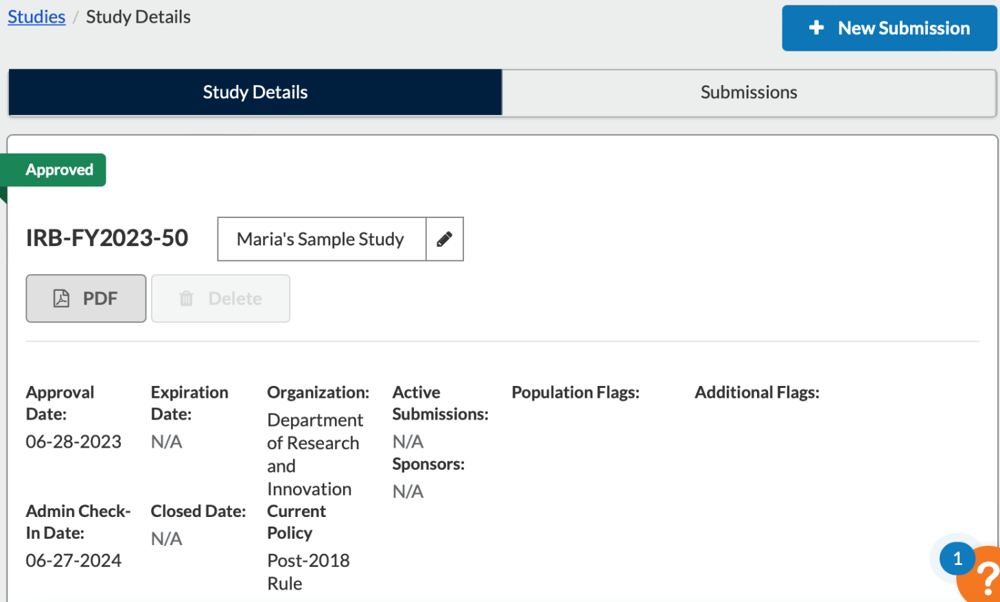 Studies / Study Details
+ New Submission
Study Details
Submissions
Approved
IRB-FY2023-50
Maria's Sample Study
PDF
Delete
Approval
Date:
06-28-2023
Expiration
Date:
N/A
Organization:
Department
of Research
and
Innovation
Active
Submissions:
N/A
Sponsors:
N/A
Population Flags:
Additional Flags:
Admin Check-
In Date:
06-27-2024
Closed Date:
N/A
Current
Policy
Post-2018
Rule
1
?